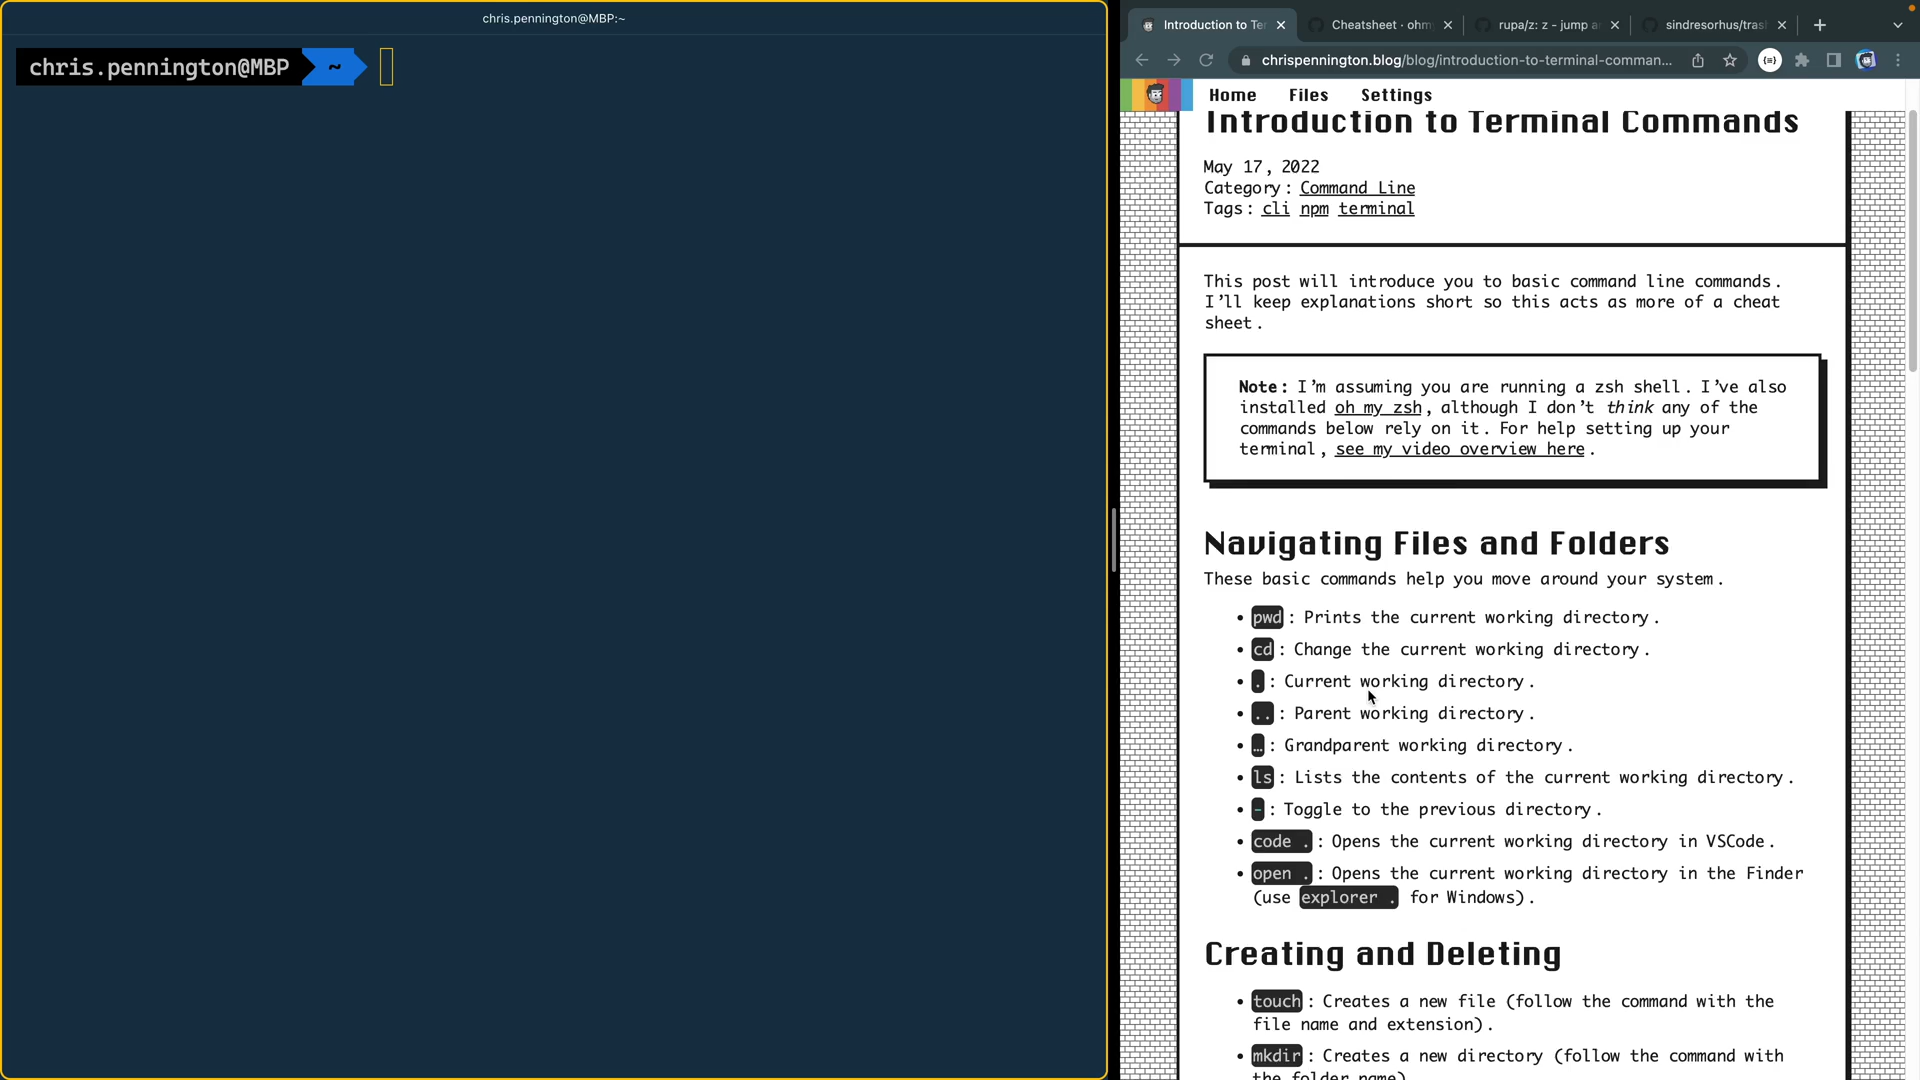 chris.pennington@MBP:~
chris.pennington@MBP ~
Introduction to Ter
Cheatsheet · ohm
rupa/z: z - jump a
sindresorhus/tras
chrispennington.blog/blog/introduction-to-terminal-comman...
Home Files Settings
Introduction to Terminal Commands
May 17, 2022
Category: Command Line
Tags: cli npm terminal
This post will introduce you to basic command line commands.
I'll keep explanations short so this acts as more of a cheat
sheet.
Note: I'm assuming you are running a zsh shell. I've also
installed oh my zsh, although I don't think any of the
commands below rely on it. For help setting up your
terminal, see my video overview here.
Navigating Files and Folders
These basic commands help you move around your system.
• pwd: Prints the current working directory.
• cd: Change the current working directory.
• .: Current working directory.
• ..: Parent working directory.
• …: Grandparent working directory.
• ls: Lists the contents of the current working directory.
• -: Toggle to the previous directory.
• code .: Opens the current working directory in VSCode.
• open .: Opens the current working directory in the Finder
(use explorer . for Windows).
Creating and Deleting
• touch: Creates a new file (follow the command with the
file name and extension).
• mkdir: Creates a new directory (follow the command with
the folder name)